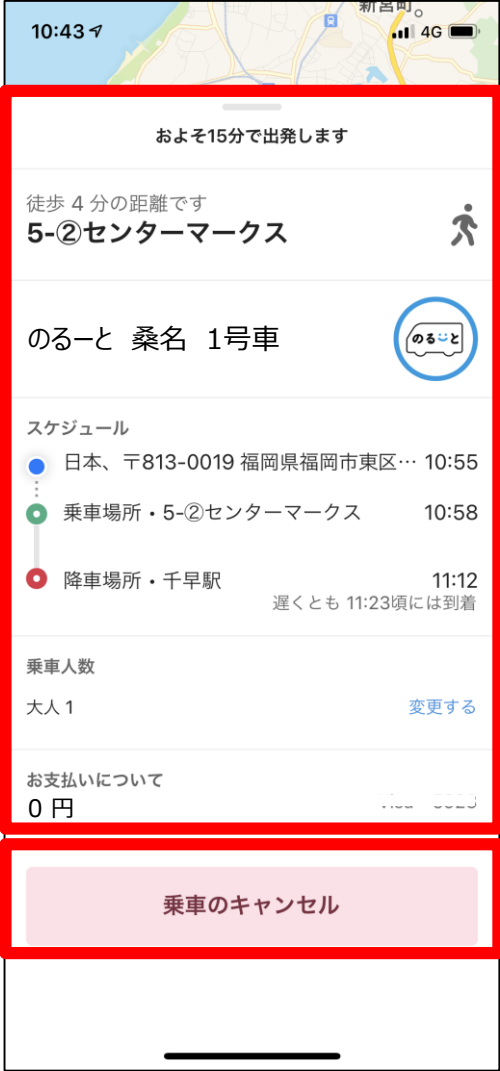 新宮町。
10:43
4G
およそ15分で出発します
徒歩 4 分の距離です
5-②センターマークス
のるーと 桑名 1号車
のるーと
スケジュール
日本、〒813-0019 福岡県福岡市東区… 10:55
乗車場所・5-②センターマークス 10:58
降車場所・千早駅 11:12
遅くとも 11:23頃には到着
乗車人数
大人 1 変更する
お支払いについて
0 円
乗車のキャンセル